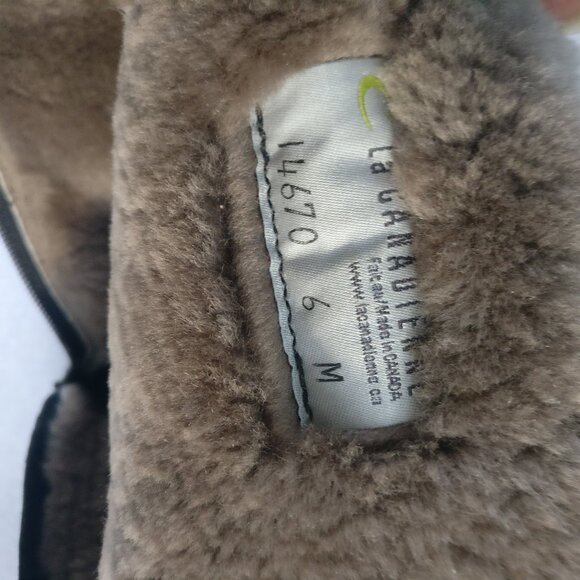 La CANADIENNE
Fait au/Made in CANADA
www.lacanadienne.ca
14670 6 M